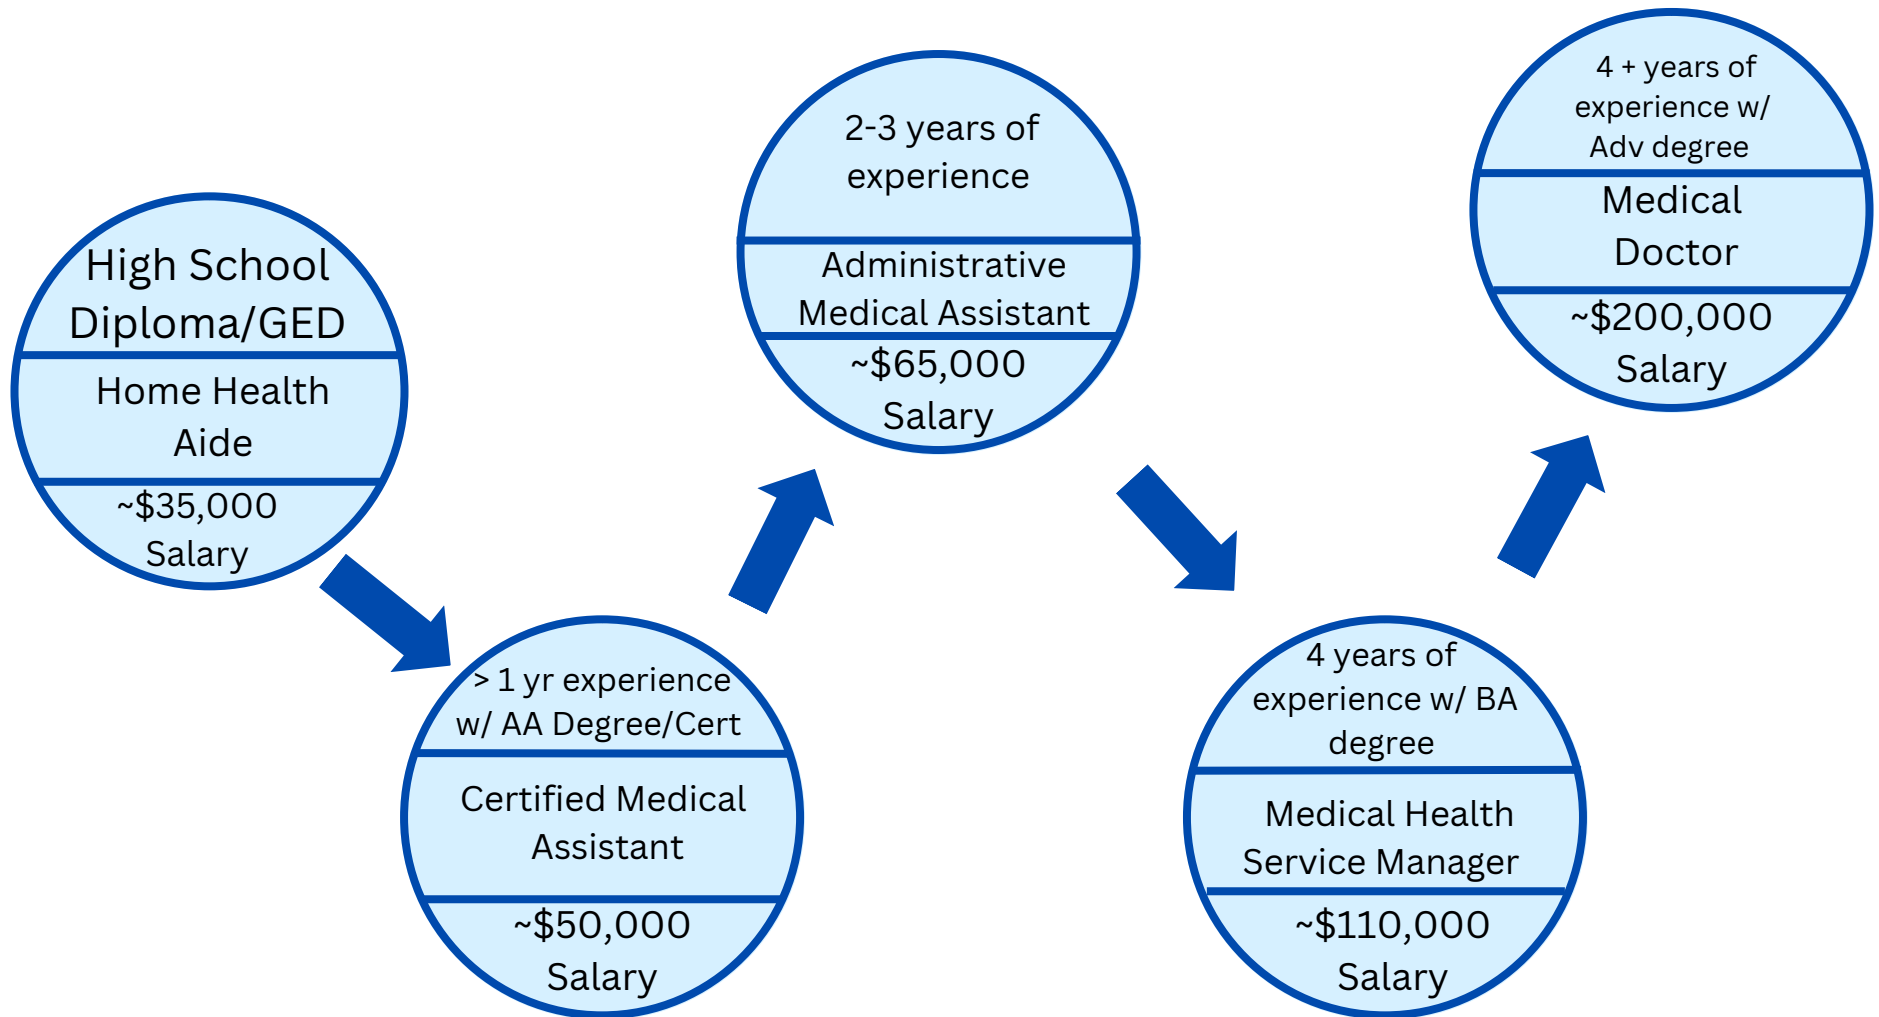 High School
Diploma/GED
Home Health
Aide
~$35,000
Salary
> 1 yr experience
w/ AA Degree/Cert
Certified Medical
Assistant
~$50,000
Salary
2-3 years of
experience
Administrative
Medical Assistant
~$65,000
Salary
4 years of
experience w/ BA
degree
Medical Health
Service Manager
~$110,000
Salary
4 + years of
experience w/
Adv degree
Medical
Doctor
~$200,000
Salary